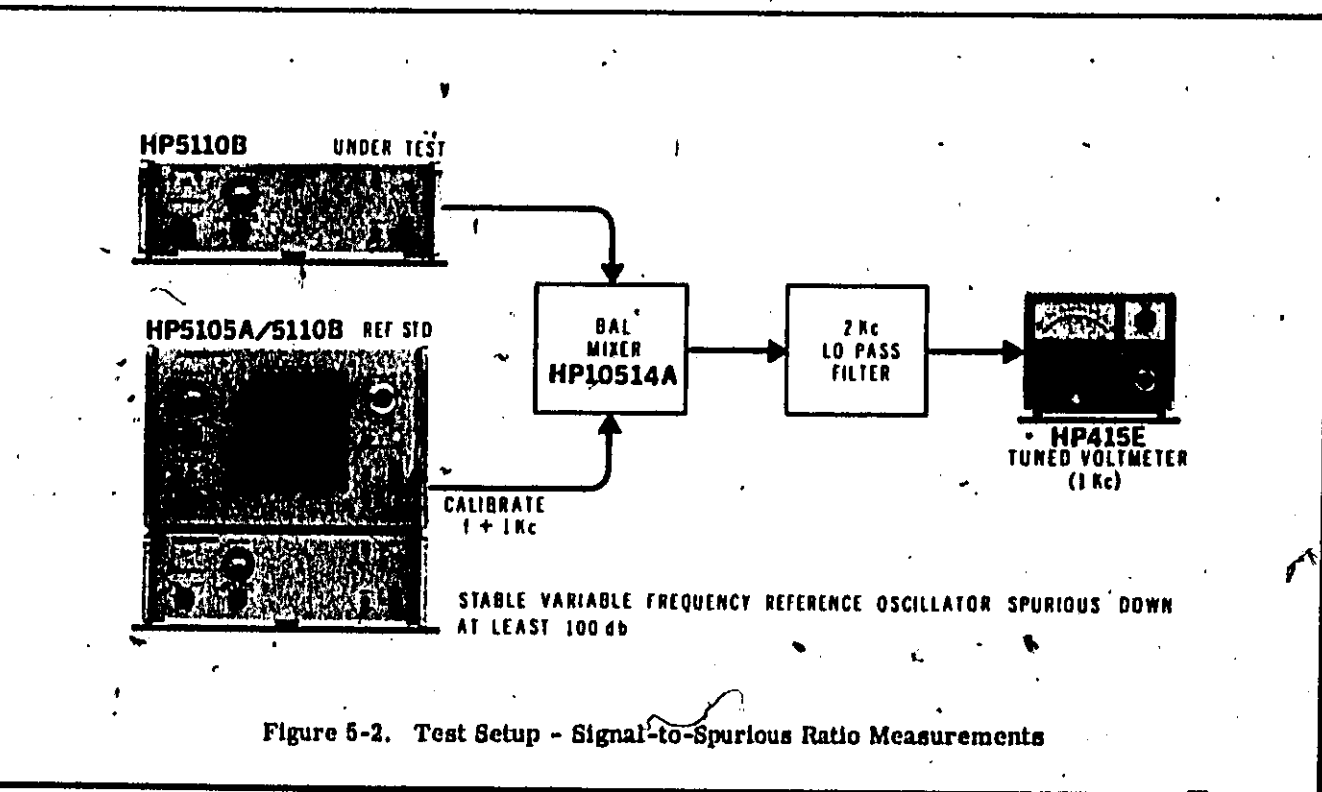 HP5110B UNDER TEST
HP5105A/5110B REF STD
BAL
MIXER
HP10514A
2 Kc
LO PASS
FILTER
HP415E
TUNED VOLTMETER
(1 Kc)
CALIBRATE
f + 1 Kc
STABLE VARIABLE FREQUENCY REFERENCE OSCILLATOR SPURIOUS DOWN
AT LEAST 100 db
Figure 5-2. Test Setup - Signal-to-Spurious Ratio Measurements